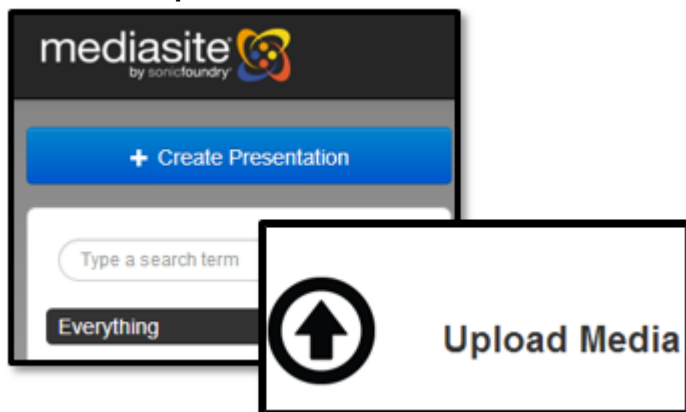 mediasite
by sonicfoundry
+ Create Presentation
Type a search term
Everything
Upload Media